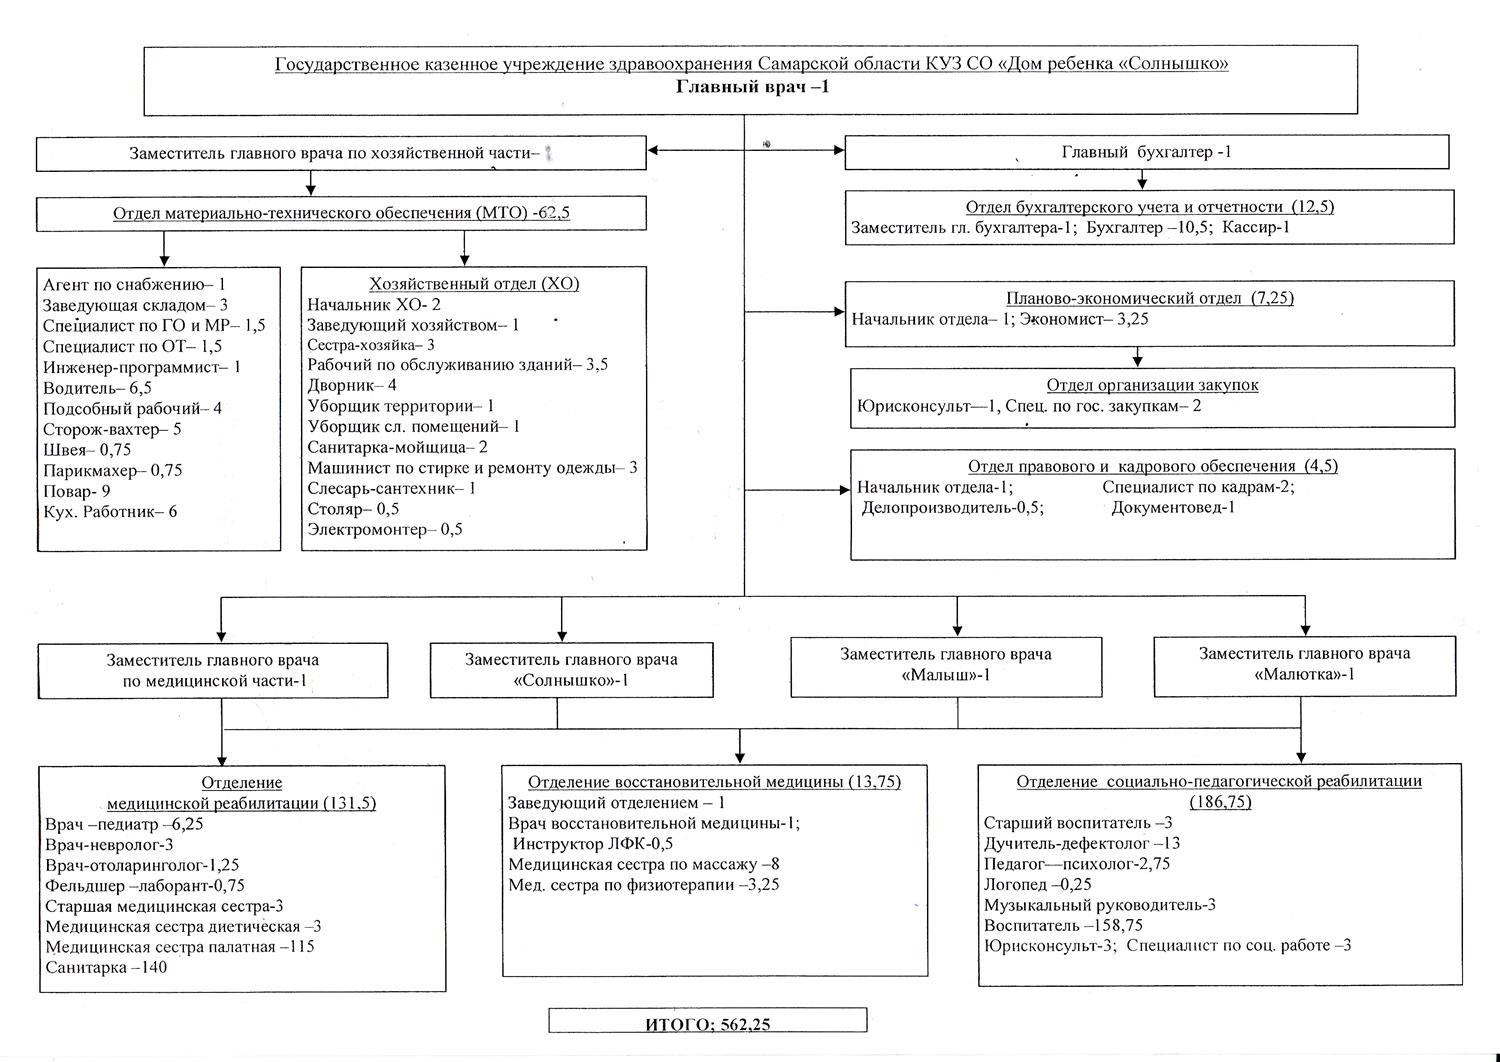 Государственное казенное учреждение здравоохранения Самарской области КУЗ СО «Дом ребенка «Солнышко»
Главный врач –1
Заместитель главного врача по хозяйственной части–
Главный бухгалтер -1
Отдел материально-технического обеспечения (МТО) -62,5
Отдел бухгалтерского учета и отчетности (12,5)
Заместитель гл. бухгалтера-1; Бухгалтер –10,5; Кассир-1
Агент по снабжению– 1
Заведующая складом– 3
Специалист по ГО и МР– 1,5
Специалист по ОТ– 1,5
Инженер-программист– 1
Водитель– 6,5
Подсобный рабочий– 4
Сторож-вахтер– 5
Швея– 0,75
Парикмахер– 0,75
Повар- 9
Кух. Работник– 6
Хозяйственный отдел (ХО)
Начальник ХО- 2
Заведующий хозяйством– 1
Сестра-хозяйка– 3
Рабочий по обслуживанию зданий– 3,5
Дворник– 4
Уборщик территории– 1
Уборщик сл. помещений– 1
Санитарка-мойщица– 2
Машинист по стирке и ремонту одежды– 3
Слесарь-сантехник– 1
Столяр– 0,5
Электромонтер– 0,5
Планово-экономический отдел (7,25)
Начальник отдела– 1; Экономист– 3,25
Отдел организации закупок
Юрисконсульт—1, Спец. по гос. закупкам– 2
Отдел правового и кадрового обеспечения (4,5)
Начальник отдела-1; Специалист по кадрам-2;
Делопроизводитель-0,5; Документовед-1
Заместитель главного врача
по медицинской части-1
Заместитель главного врача
«Солнышко»-1
Заместитель главного врача
«Малыш»-1
Заместитель главного врача
«Малютка»-1
Отделение
медицинской реабилитации (131,5)
Врач –педиатр –6,25
Врач-невролог-3
Врач-отоларинголог-1,25
Фельдшер –лаборант-0,75
Старшая медицинская сестра-3
Медицинская сестра диетическая –3
Медицинская сестра палатная –115
Санитарка –140
Отделение восстановительной медицины (13,75)
Заведующий отделением – 1
Врач восстановительной медицины-1;
Инструктор ЛФК-0,5
Медицинская сестра по массажу –8
Мед. сестра по физиотерапии –3,25
Отделение социально-педагогической реабилитации
(186,75)
Старший воспитатель –3
Дучитель-дефектолог –13
Педагог—психолог-2,75
Логопед –0,25
Музыкальный руководитель-3
Воспитатель –158,75
Юрисконсульт-3; Специалист по соц. работе –3
ИТОГО; 562,25